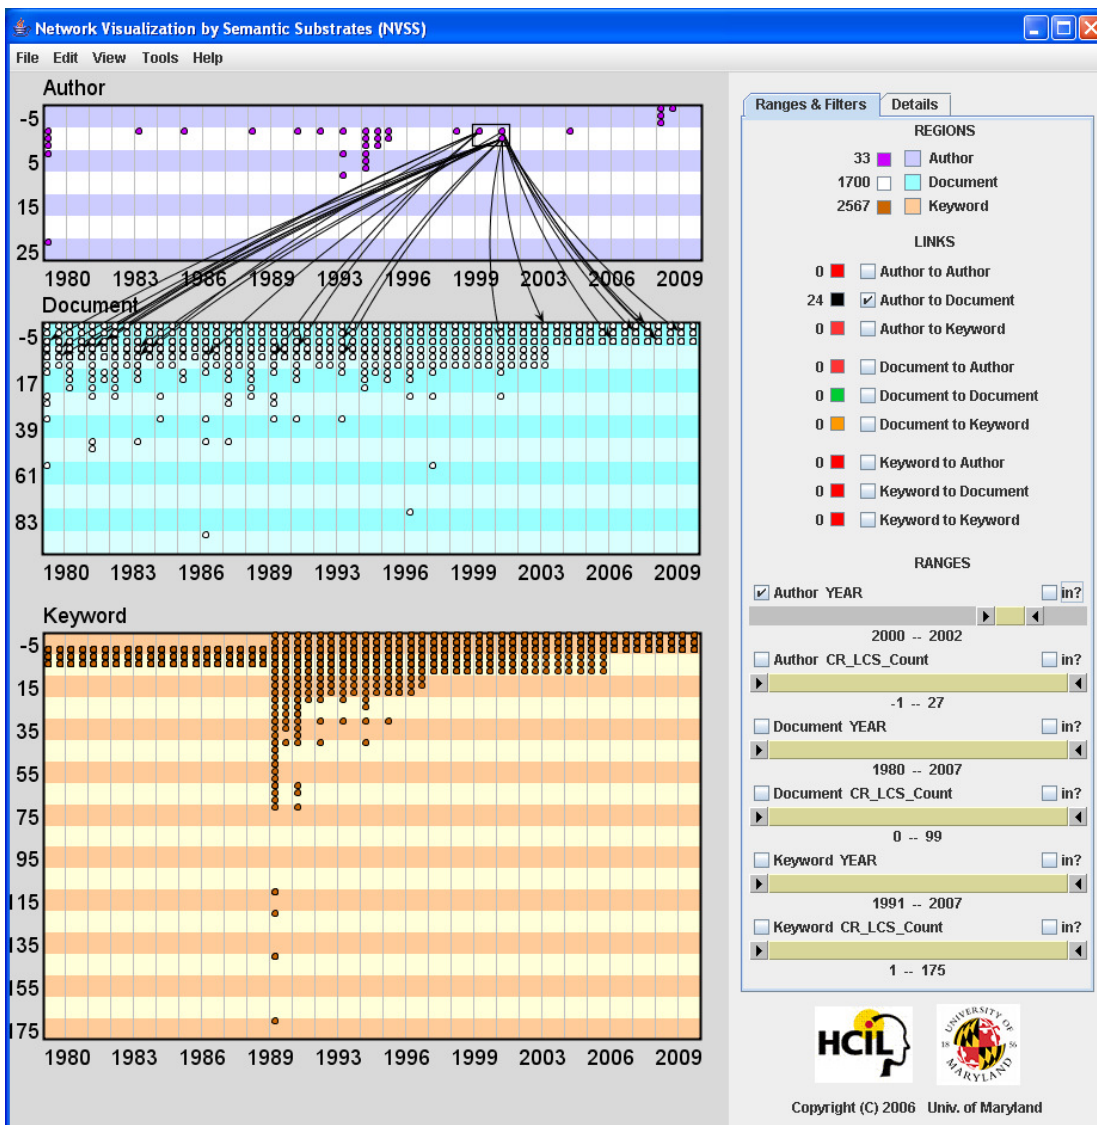 Network Visualization by Semantic Substrates (NVSS)
File Edit View Tools Help
Author
-5
5
15
25
1980 1983 1986 1989 1993 1996 1999 2003 2006 2009
Document
-5
17
39
61
83
1980 1983 1986 1989 1993 1996 1999 2003 2006 2009
Keyword
-5
15
35
55
75
95
115
135
155
175
1980 1983 1986 1989 1993 1996 1999 2003 2006 2009
Ranges & Filters Details
REGIONS
33 Author
1700 Document
2567 Keyword
LINKS
0 Author to Author
24 Author to Document
0 Author to Keyword
0 Document to Author
0 Document to Document
0 Document to Keyword
0 Keyword to Author
0 Keyword to Document
0 Keyword to Keyword
RANGES
Author YEAR in?
2000 -- 2002
Author CR_LCS_Count in?
-1 -- 27
Document YEAR in?
1980 -- 2007
Document CR_LCS_Count in?
0 -- 99
Keyword YEAR in?
1991 -- 2007
Keyword CR_LCS_Count in?
1 -- 175
HCIL
UNIVERSITY OF
18 56
MARYLAND
Copyright (C) 2006 Univ. of Maryland